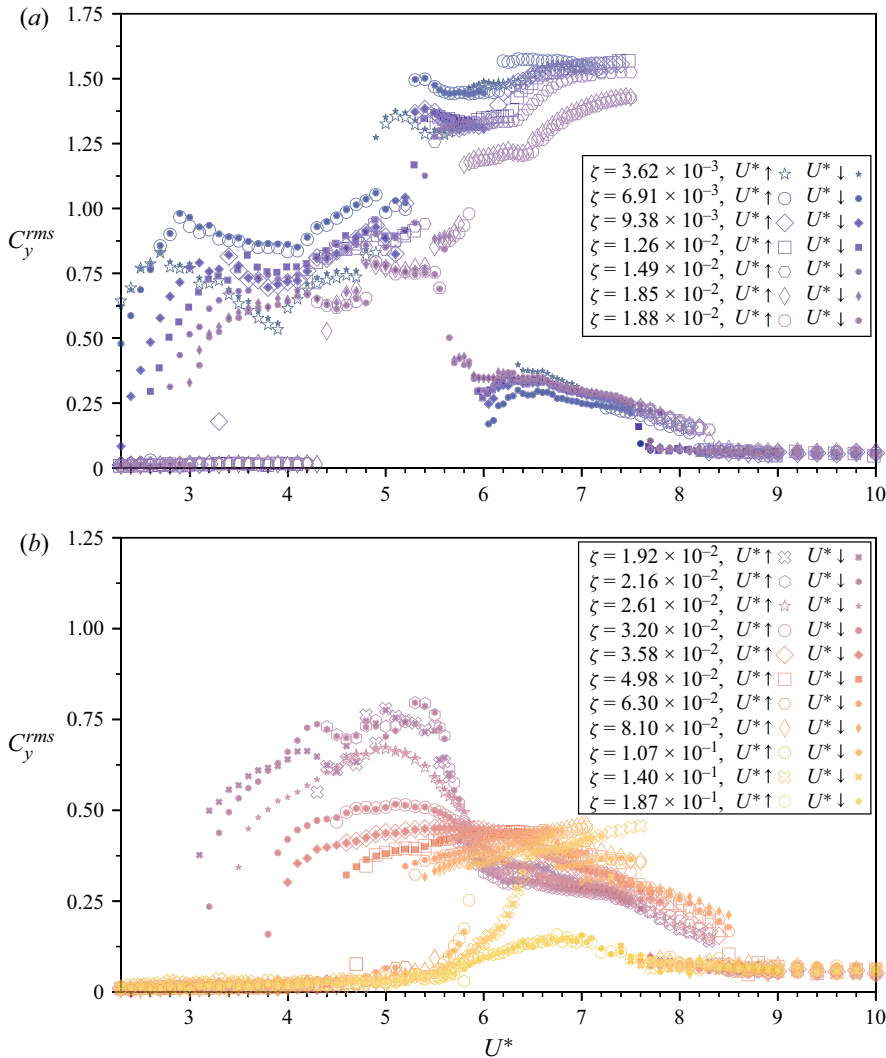 (a)
1.75
1.50
1.25
1.00
0.75
0.50
0.25
0
C_y^{rms}
ζ = 3.62 × 10⁻³, U* ↑ U* ↓
ζ = 6.91 × 10⁻³, U* ↑ U* ↓
ζ = 9.38 × 10⁻³, U* ↑ U* ↓
ζ = 1.26 × 10⁻², U* ↑ U* ↓
ζ = 1.49 × 10⁻², U* ↑ U* ↓
ζ = 1.85 × 10⁻², U* ↑ U* ↓
ζ = 1.88 × 10⁻², U* ↑ U* ↓
3 4 5 6 7 8 9 10
(b)
1.25
1.00
0.75
0.50
0.25
0
C_y^{rms}
ζ = 1.92 × 10⁻², U* ↑ U* ↓
ζ = 2.16 × 10⁻², U* ↑ U* ↓
ζ = 2.61 × 10⁻², U* ↑ U* ↓
ζ = 3.20 × 10⁻², U* ↑ U* ↓
ζ = 3.58 × 10⁻², U* ↑ U* ↓
ζ = 4.98 × 10⁻², U* ↑ U* ↓
ζ = 6.30 × 10⁻², U* ↑ U* ↓
ζ = 8.10 × 10⁻², U* ↑ U* ↓
ζ = 1.07 × 10⁻¹, U* ↑ U* ↓
ζ = 1.40 × 10⁻¹, U* ↑ U* ↓
ζ = 1.87 × 10⁻¹, U* ↑ U* ↓
3 4 5 6 7 8 9 10
U*